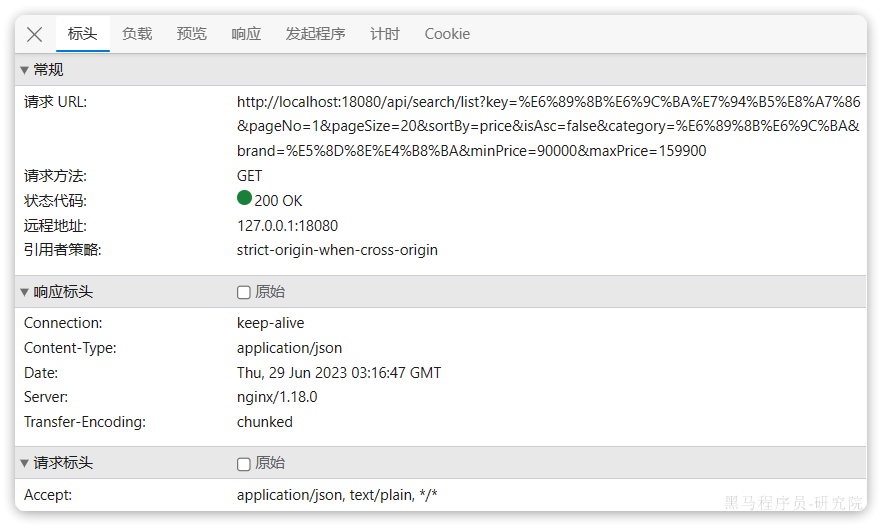 标头 负载 预览 响应 发起程序 计时 Cookie
常规
请求 URL: http://localhost:18080/api/search/list?key=%E6%89%8B%E6%9C%BA%E7%94%B5%E8%A7%86
&pageNo=1&pageSize=20&sortBy=price&isAsc=false&category=%E6%89%8B%E6%9C%BA&
brand=%E5%8D%8E%E4%B8%BA&minPrice=90000&maxPrice=159900
请求方法: GET
状态代码: 200 OK
远程地址: 127.0.0.1:18080
引用者策略: strict-origin-when-cross-origin
响应标头 原始
Connection: keep-alive
Content-Type: application/json
Date: Thu, 29 Jun 2023 03:16:47 GMT
Server: nginx/1.18.0
Transfer-Encoding: chunked
请求标头 原始
Accept: application/json, text/plain, */*
黑马程序员-研究院